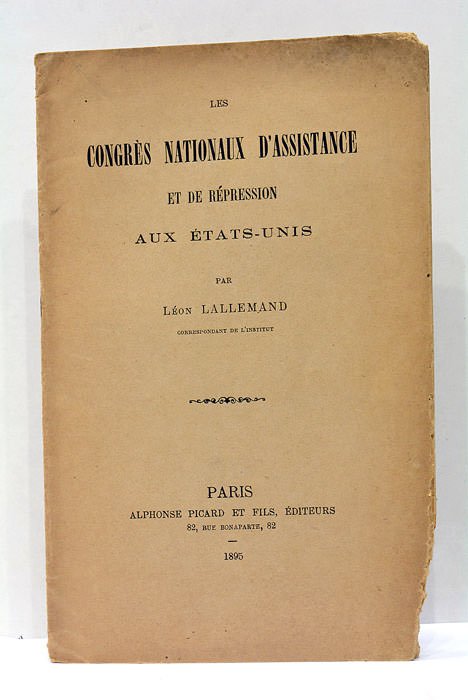 LES
CONGRÈS NATIONAUX D'ASSISTANCE
ET DE RÉPRESSION
AUX ÉTATS-UNIS
PAR
LÉON LALLEMAND
CORRESPONDANT DE L'INSTITUT
PARIS
ALPHONSE PICARD ET FILS, ÉDITEURS
82, RUE BONAPARTE, 82
1895